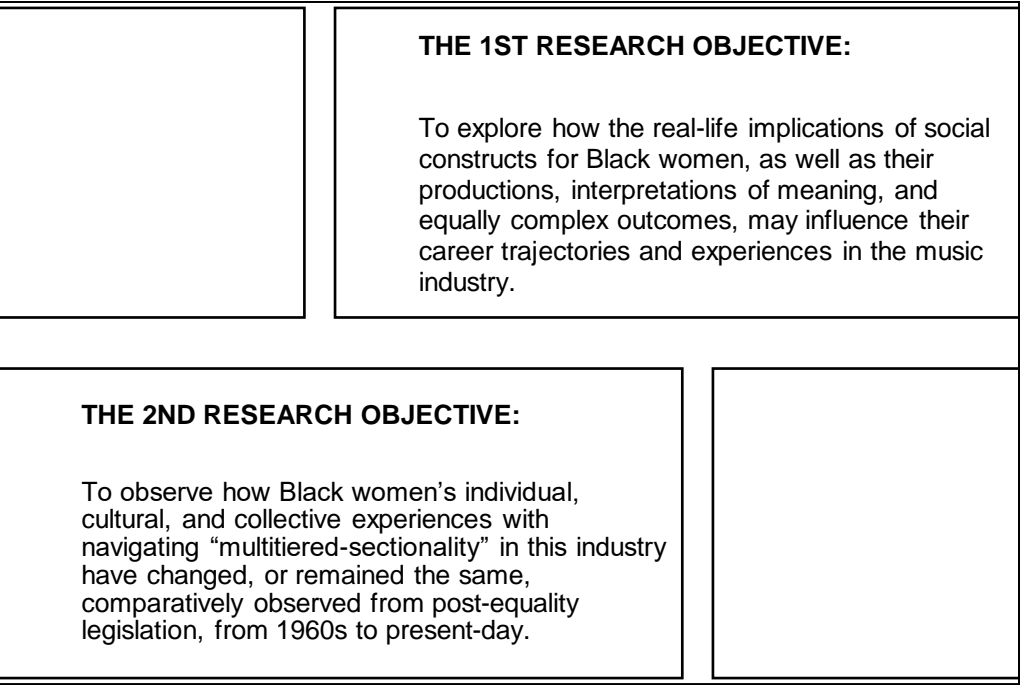 THE 1ST RESEARCH OBJECTIVE:
To explore how the real-life implications of social
constructs for Black women, as well as their
productions, interpretations of meaning, and
equally complex outcomes, may influence their
career trajectories and experiences in the music
industry.
THE 2ND RESEARCH OBJECTIVE:
To observe how Black women’s individual,
cultural, and collective experiences with
navigating “multitiered-sectionality” in this industry
have changed, or remained the same,
comparatively observed from post-equality
legislation, from 1960s to present-day.